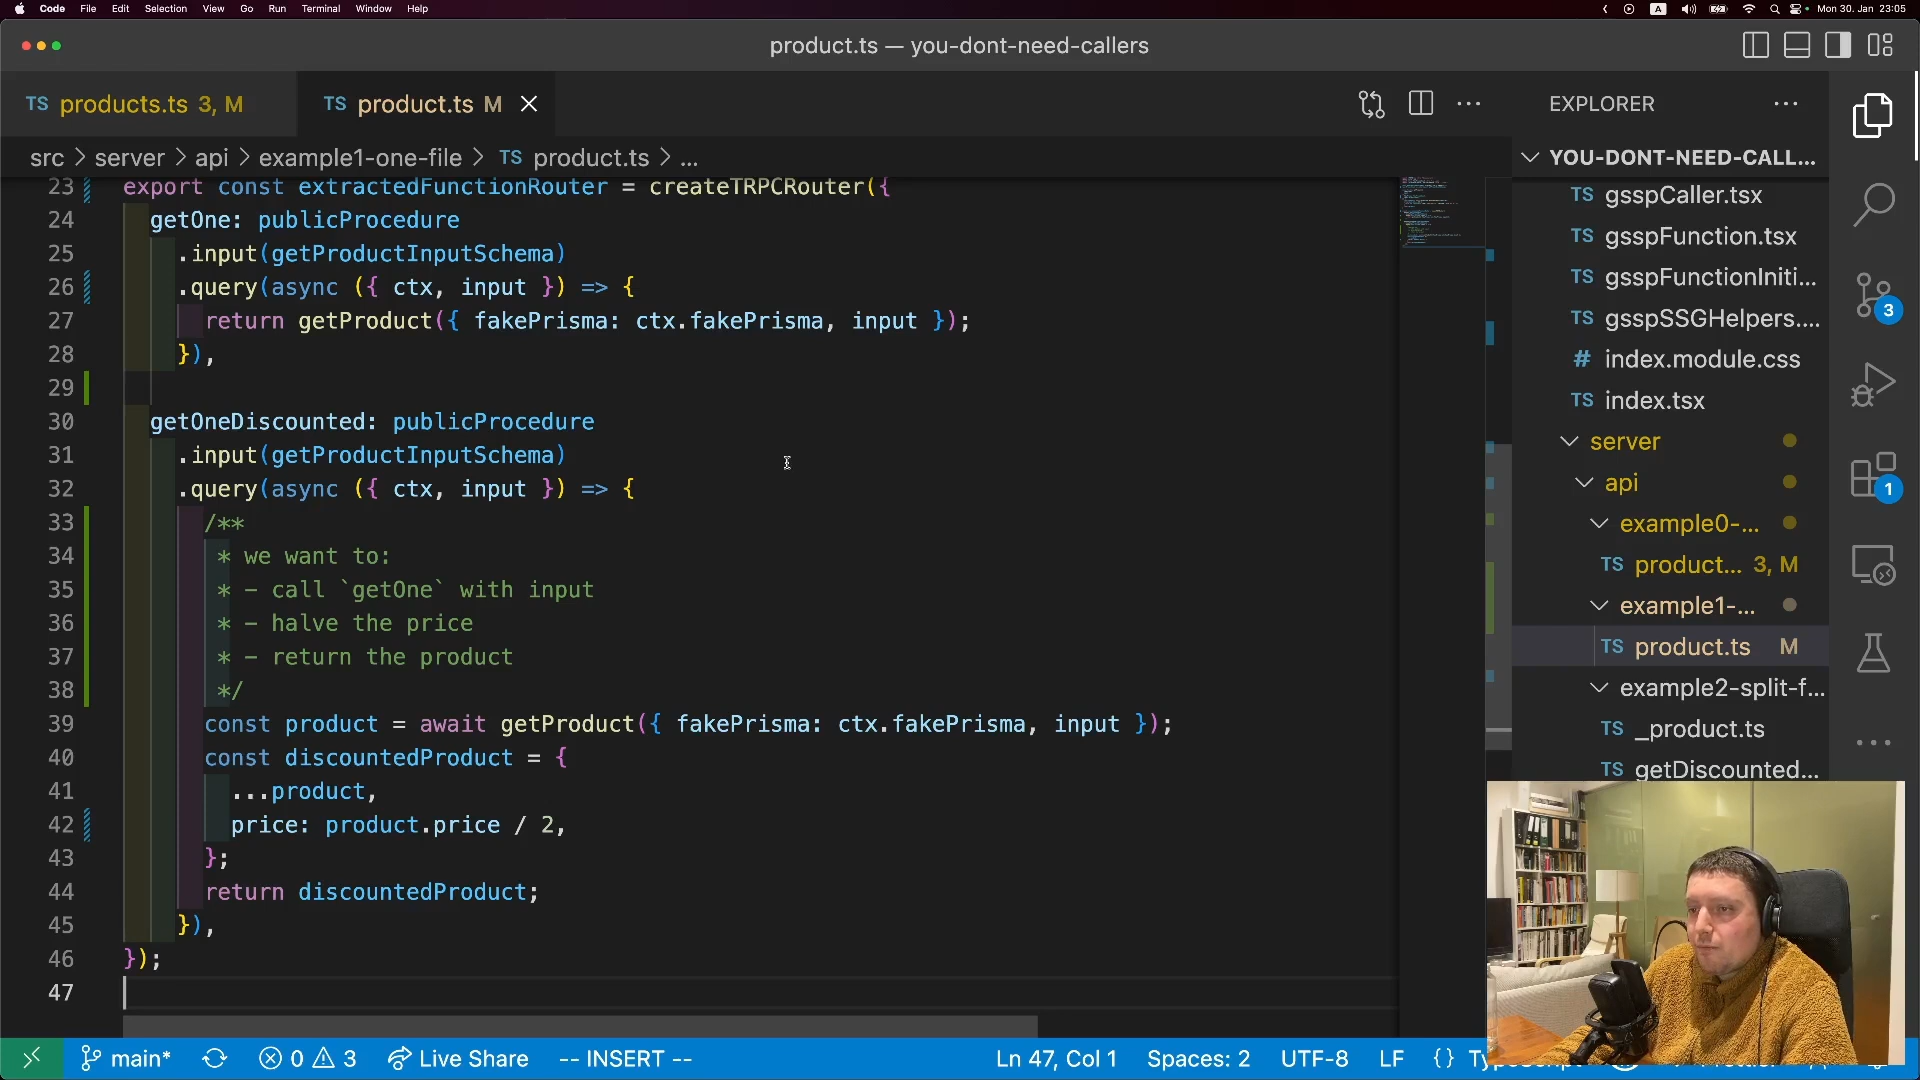 Code File Edit Selection View Go Run Terminal Window Help
A Mon 30. Jan 23:05
product.ts — you-dont-need-callers
TS products.ts 3, M
TS product.ts M
EXPLORER
src > server > api > example1-one-file > TS product.ts > ...
YOU-DONT-NEED-CALL...
23 export const extractedFunctionRouter = createTRPCRouter({
24 getOne: publicProcedure
25 .input(getProductInputSchema)
26 .query(async ({ ctx, input }) => {
27 return getProduct({ fakePrisma: ctx.fakePrisma, input });
28 }),
29
30 getOneDiscounted: publicProcedure
31 .input(getProductInputSchema)
32 .query(async ({ ctx, input }) => {
33 /**
34 * we want to:
35 * - call `getOne` with input
36 * - halve the price
37 * - return the product
38 */
39 const product = await getProduct({ fakePrisma: ctx.fakePrisma, input });
40 const discountedProduct = {
41 ...product,
42 price: product.price / 2,
43 };
44 return discountedProduct;
45 }),
46 });
47
TS gsspCaller.tsx
TS gsspFunction.tsx
TS gsspFunctionIniti...
TS gsspSSGHelpers....
# index.module.css
TS index.tsx
server
api
example0-...
TS product... 3, M
example1-...
TS product.ts M
example2-split-f...
TS _product.ts
TS getDiscounted...
3
1
main* 0 3 Live Share -- INSERT --
Ln 47, Col 1 Spaces: 2 UTF-8 LF {}